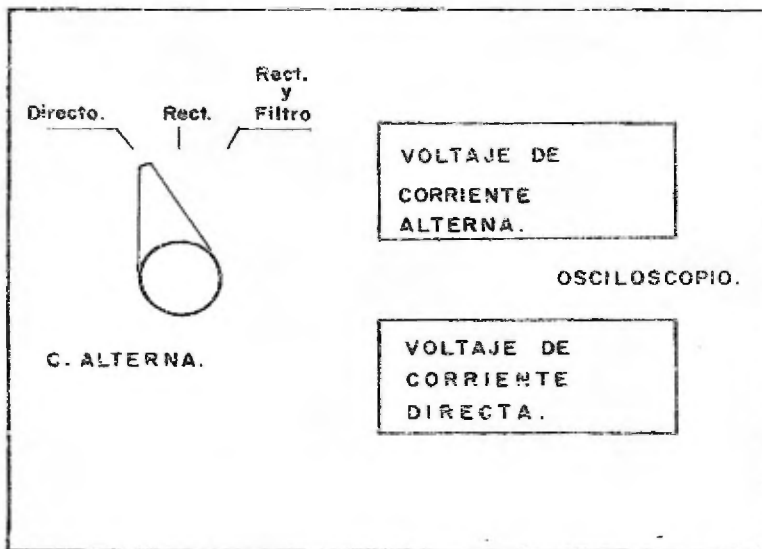 Rect.
y
Directo. Rect. Filtro
VOLTAJE DE
CORRIENTE
ALTERNA.
OSCILOSCOPIO.
C. ALTERNA.
VOLTAJE DE
CORRIENTE
DIRECTA.